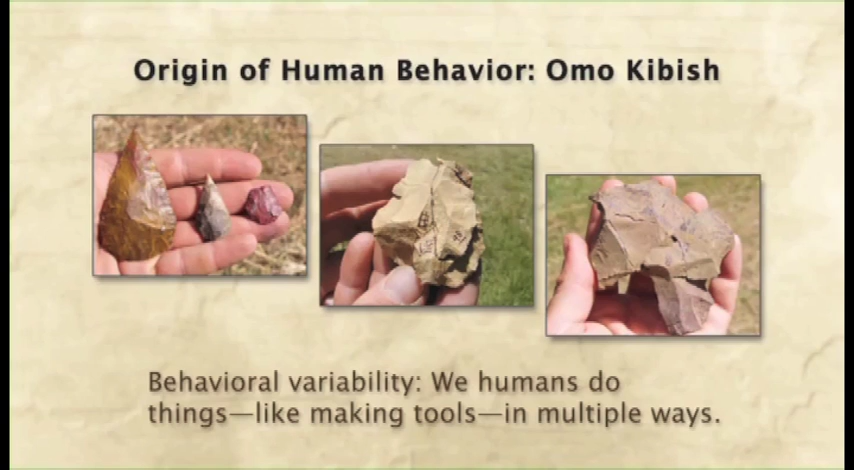 Origin of Human Behavior: Omo Kibish
Behavioral variability: We humans do
things—like making tools—in multiple ways.